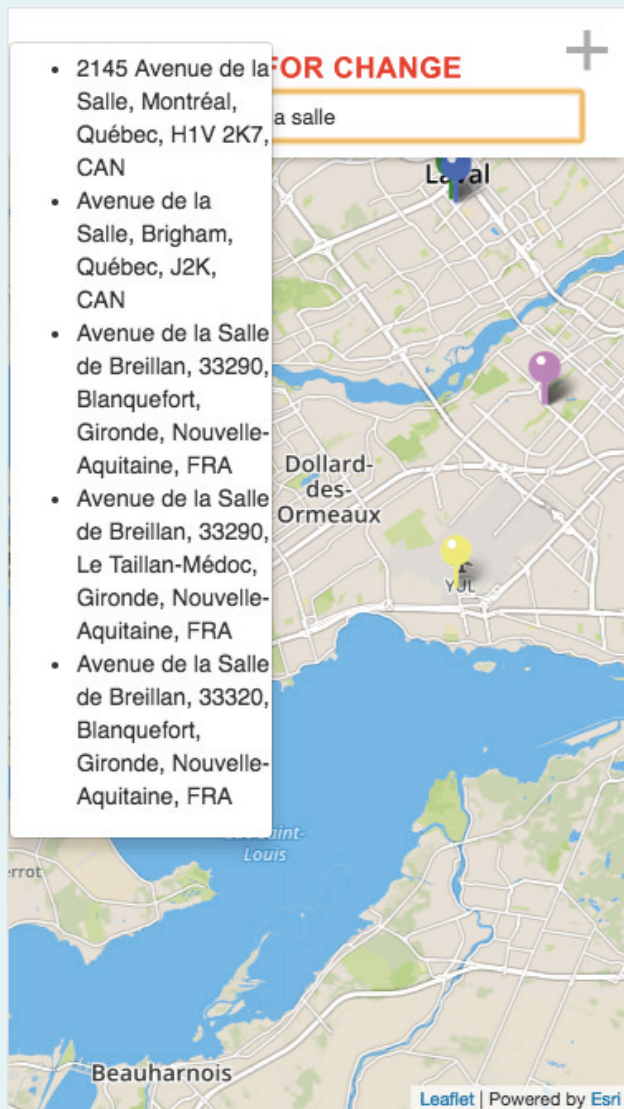 FOR CHANGE
a salle
• 2145 Avenue de la
Salle, Montréal,
Québec, H1V 2K7,
CAN
• Avenue de la
Salle, Brigham,
Québec, J2K,
CAN
• Avenue de la Salle
de Breillan, 33290,
Blanquefort,
Gironde, Nouvelle-
Aquitaine, FRA
• Avenue de la Salle
de Breillan, 33290,
Le Taillan-Médoc,
Gironde, Nouvelle-
Aquitaine, FRA
• Avenue de la Salle
de Breillan, 33320,
Blanquefort,
Gironde, Nouvelle-
Aquitaine, FRA
Dollard-
des-
Ormeaux
YUL
Saint-
Louis
errot
Beauharnois
Leaflet | Powered by Esri